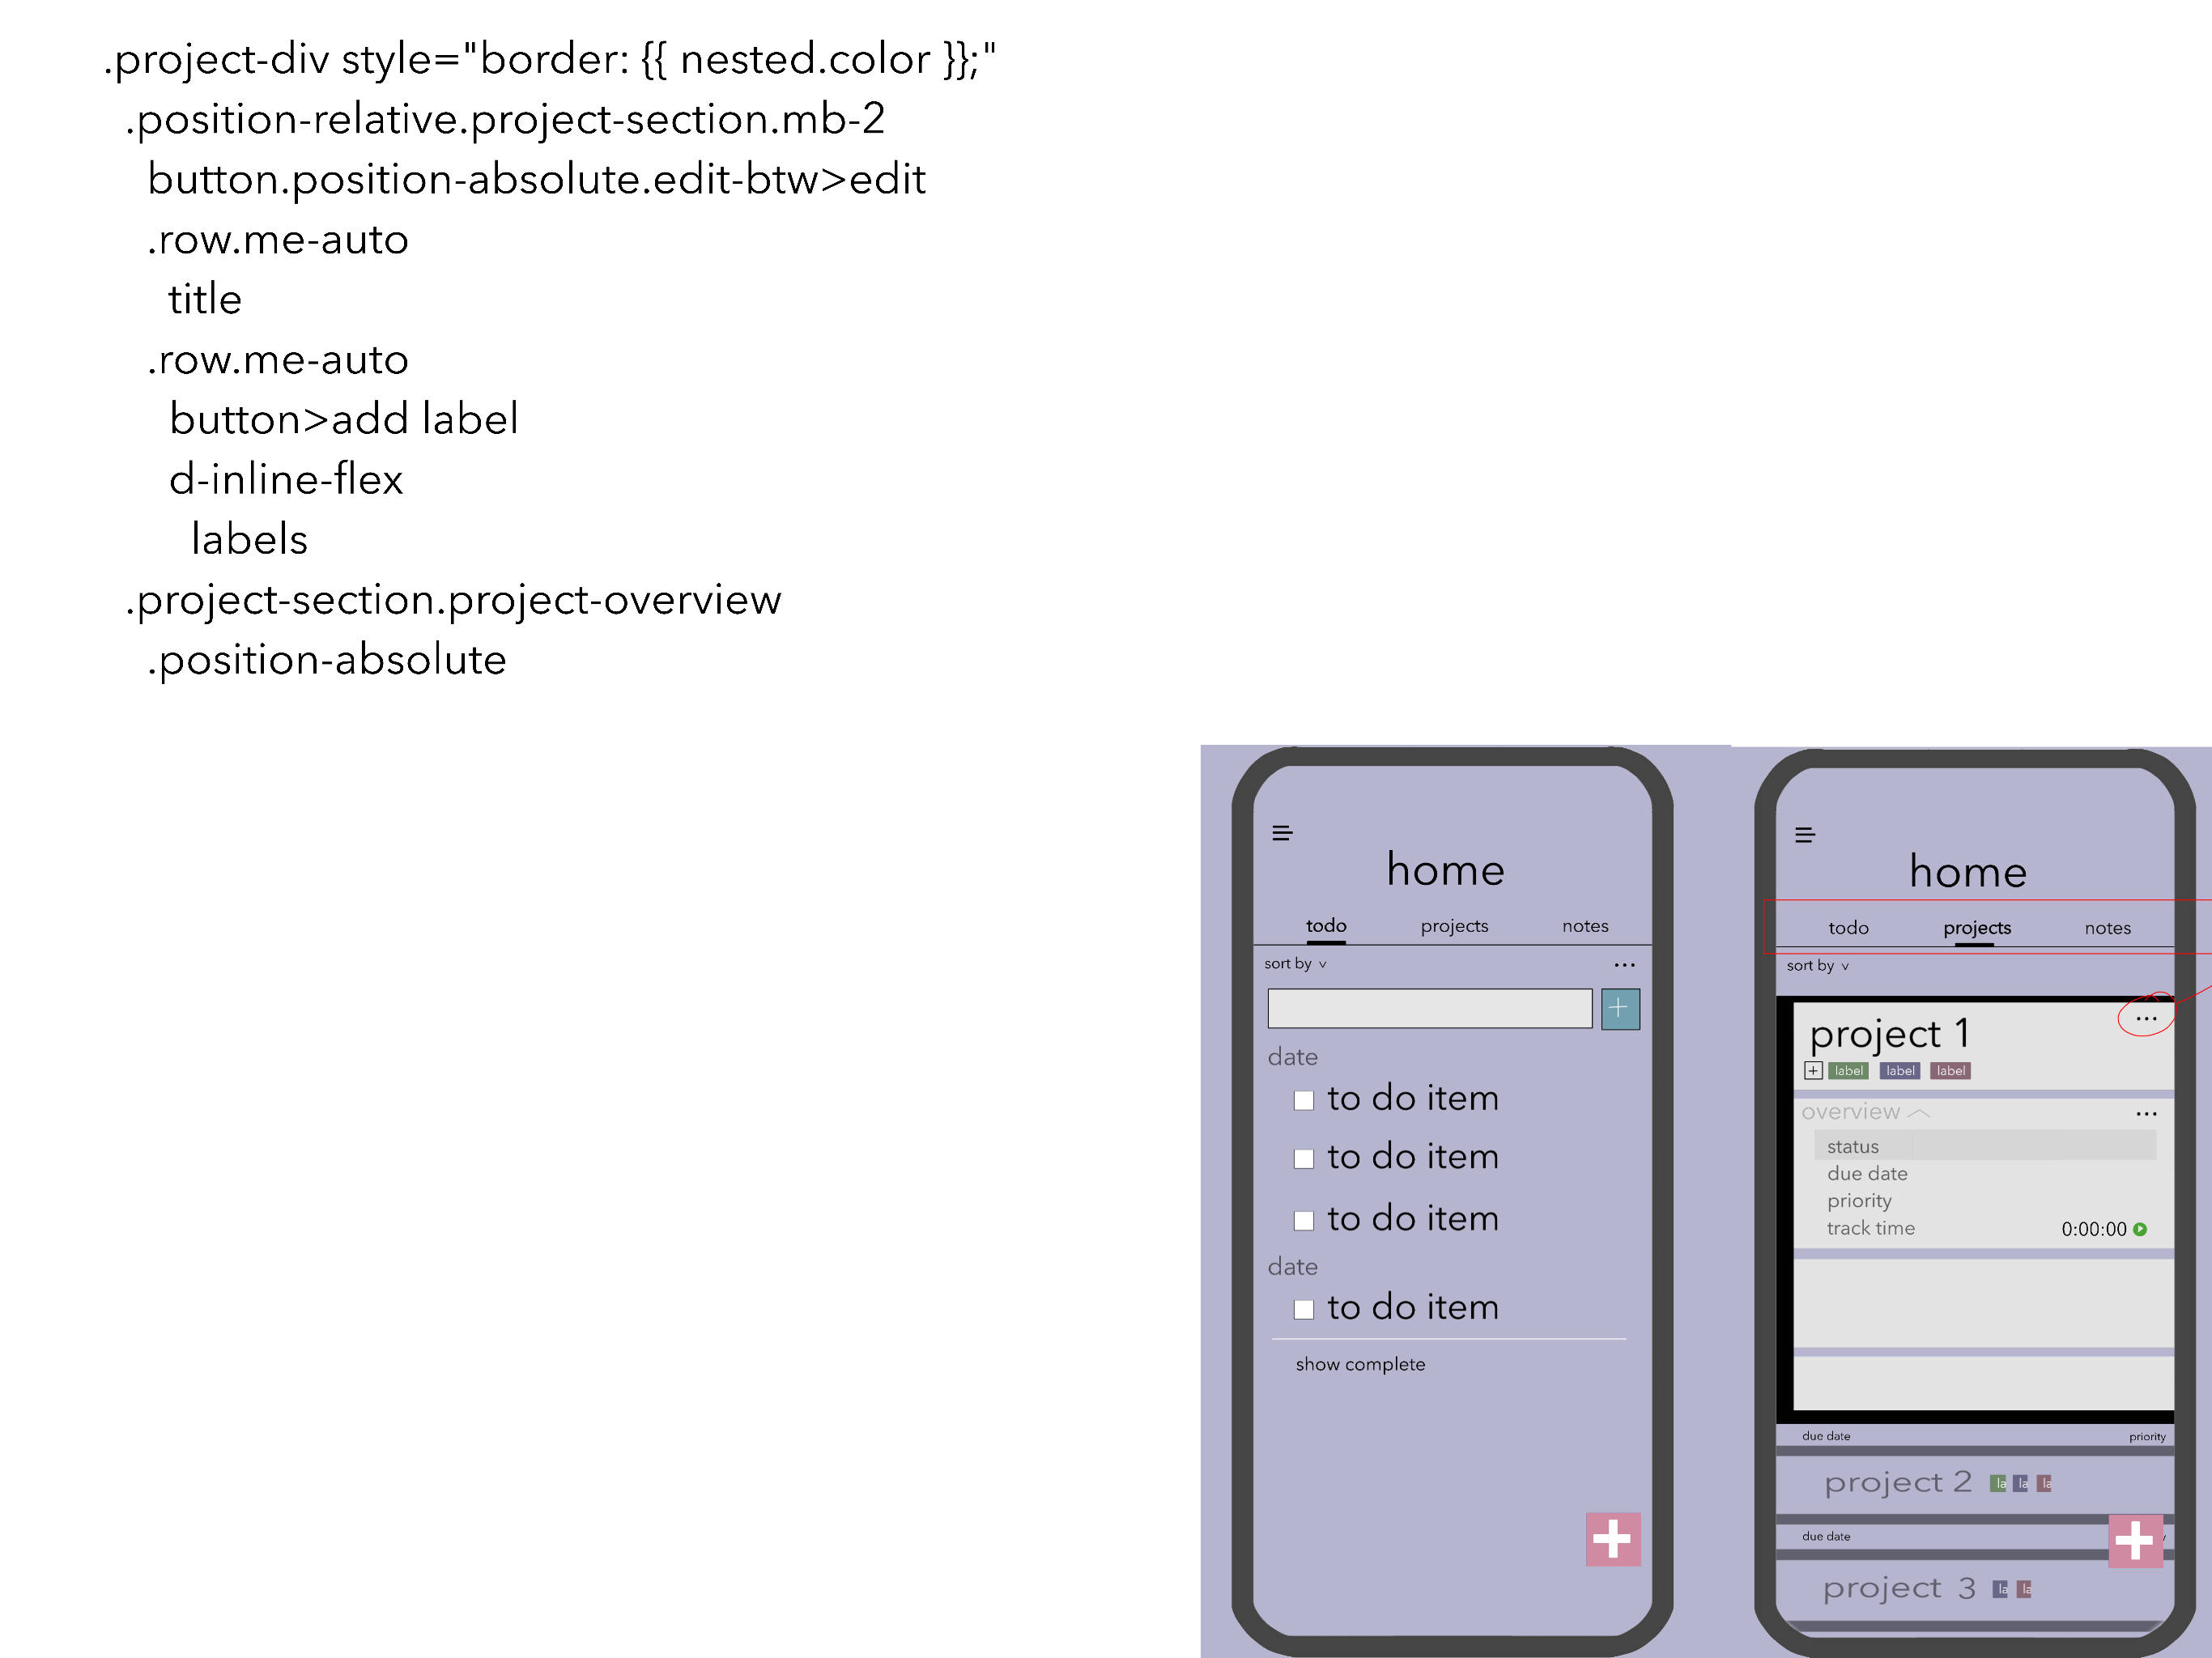 .project-div style="border: {{ nested.color }};"
.position-relative.project-section.mb-2
button.position-absolute.edit-btw>edit
.row.me-auto
title
.row.me-auto
button>add label
d-inline-flex
labels
.project-section.project-overview
.position-absolute
home
todo projects notes
sort by v ...
+
date
to do item
to do item
to do item
date
to do item
show complete
home
todo projects notes
sort by v
project 1 ...
+ label label label
overview ...
status
due date
priority
track time 0:00:00
due date priority
project 2 la la la
due date
project 3 la la